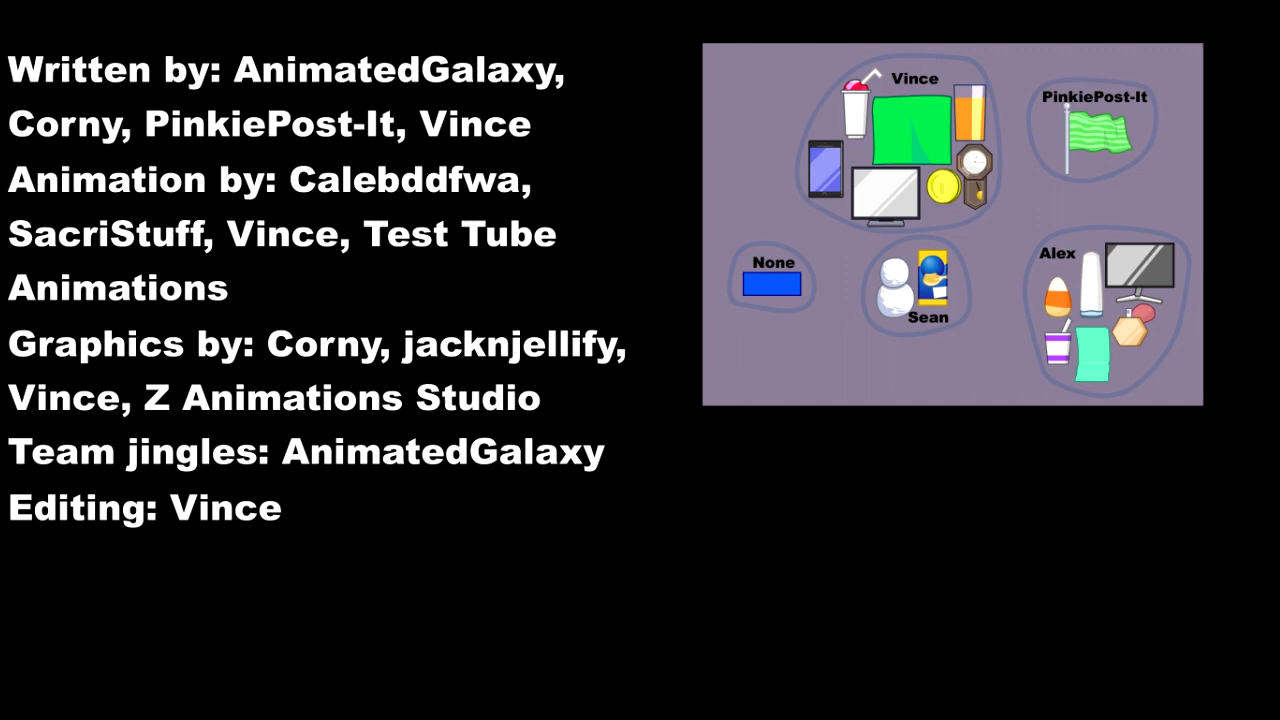 Written by: AnimatedGalaxy,
Corny, PinkiePost-It, Vince
Animation by: Calebddfwa,
SacriStuff, Vince, Test Tube
Animations
Graphics by: Corny, jacknjellify,
Vince, Z Animations Studio
Team jingles: AnimatedGalaxy
Editing: Vince
Vince
PinkiePost-It
None
Sean
Alex